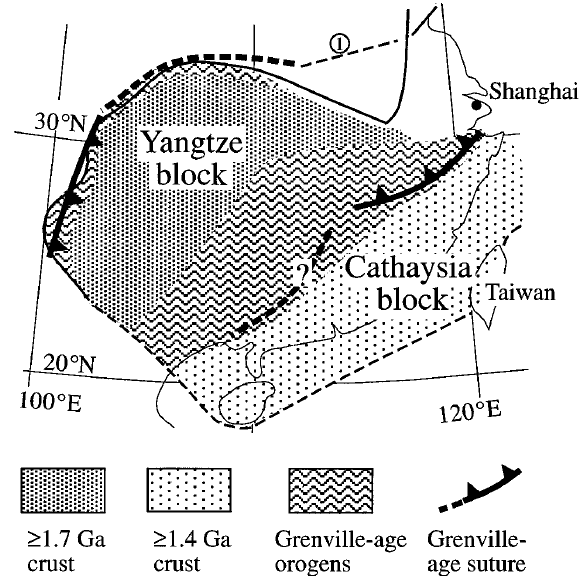 ①
Shanghai
30°N
Yangtze
block
?
Cathaysia
block
Taiwan
20°N
100°E
120°E
≥1.7 Ga
crust
≥1.4 Ga
crust
Grenville-age
orogens
Grenville-
age suture